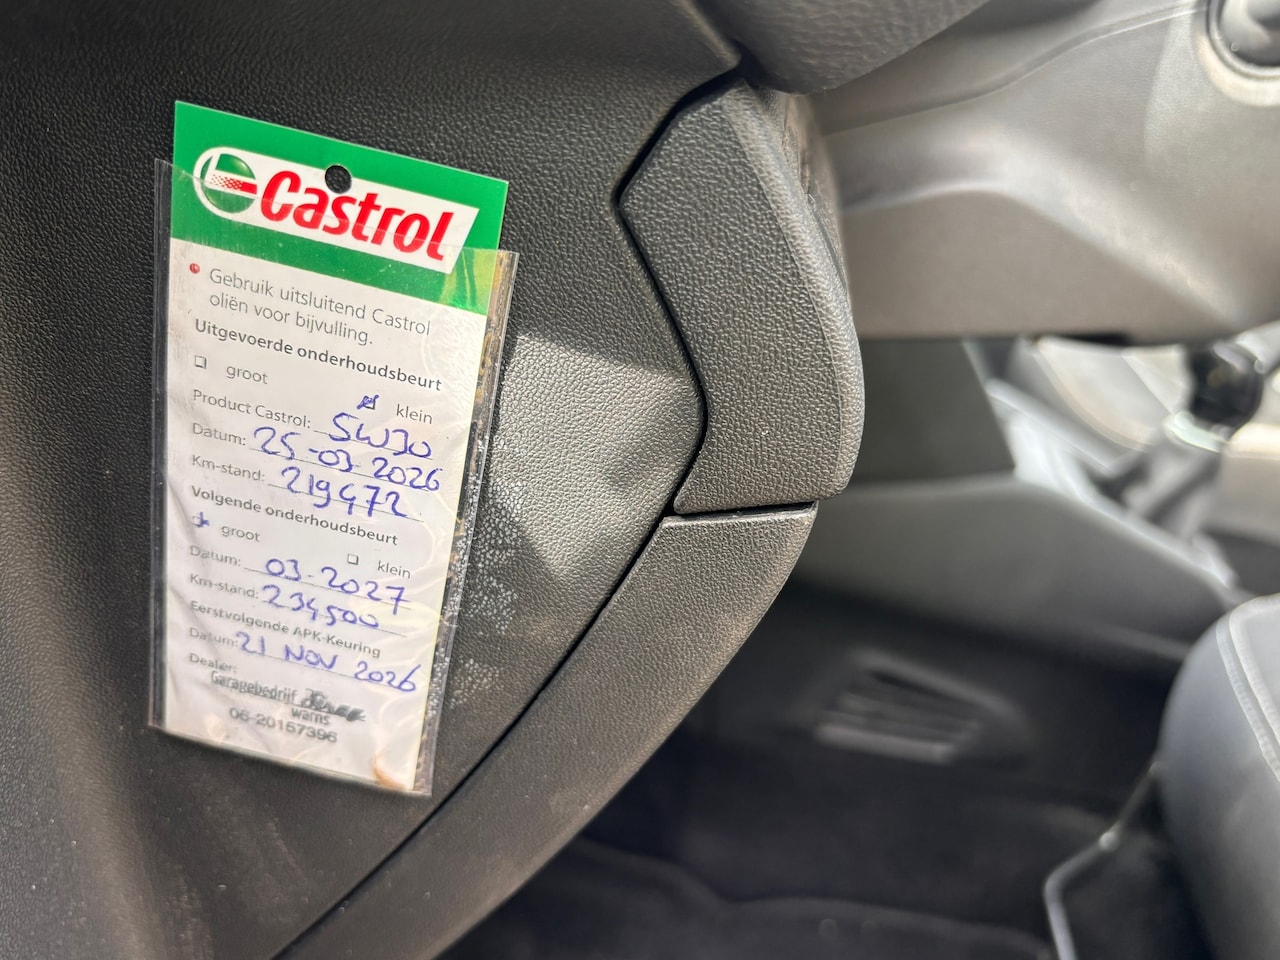 Castrol
Gebruik uitsluitend Castrol
oliën voor bijvulling.
Uitgevoerde onderhoudsbeurt
groot klein
Product Castrol: 5W30
Datum: 25-03-2026
Km-stand: 219472
Volgende onderhoudsbeurt
groot klein
Datum: 03-2027
Km-stand: 234500
Eerstvolgende APK-Keuring
Datum: 21 NOV 2026
Dealer:
Garagebedrijf
warns
06-20157396